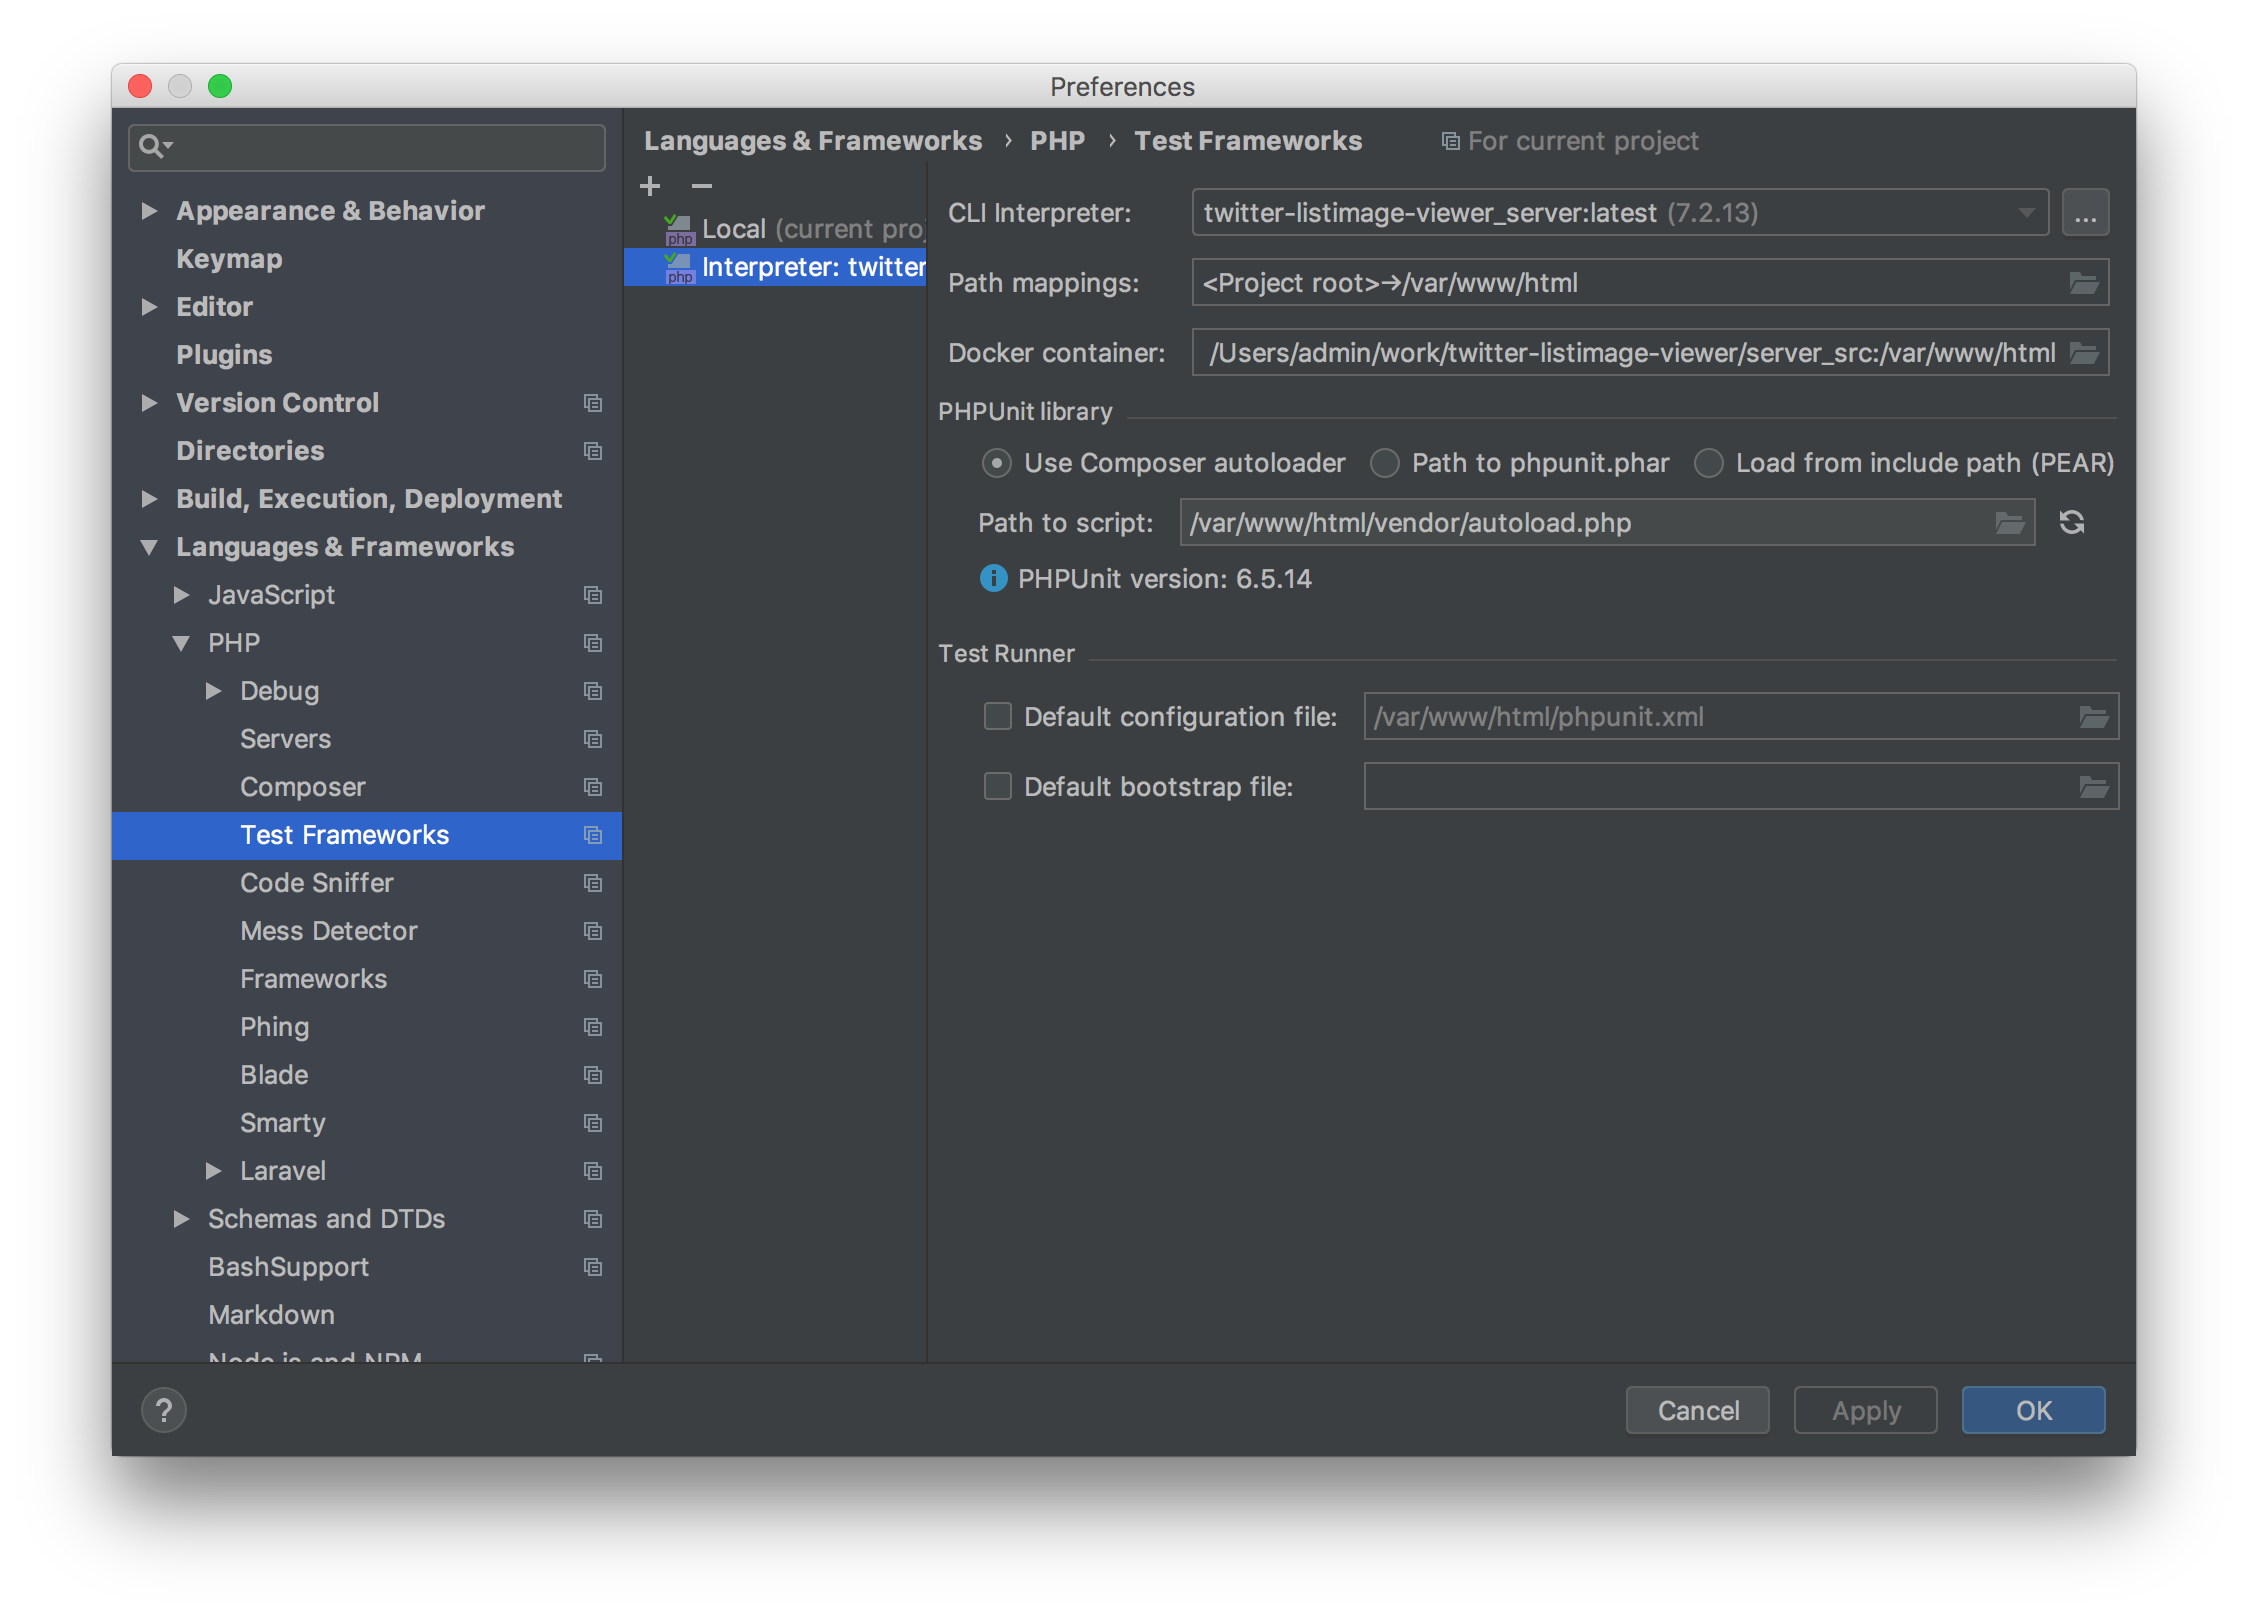 Preferences
Appearance & Behavior
Keymap
Editor
Plugins
Version Control
Directories
Build, Execution, Deployment
Languages & Frameworks
JavaScript
PHP
Debug
Servers
Composer
Test Frameworks
Code Sniffer
Mess Detector
Frameworks
Phing
Blade
Smarty
Laravel
Schemas and DTDs
BashSupport
Markdown
Node.js and NPM
Languages & Frameworks › PHP › Test Frameworks For current project
+ −
php Local (current proj
php Interpreter: twitter
CLI Interpreter: twitter-listimage-viewer_server:latest (7.2.13) ...
Path mappings: <Project root>→/var/www/html
Docker container: /Users/admin/work/twitter-listimage-viewer/server_src:/var/www/html
PHPUnit library
Use Composer autoloader Path to phpunit.phar Load from include path (PEAR)
Path to script: /var/www/html/vendor/autoload.php
PHPUnit version: 6.5.14
Test Runner
Default configuration file: /var/www/html/phpunit.xml
Default bootstrap file:
? Cancel Apply OK